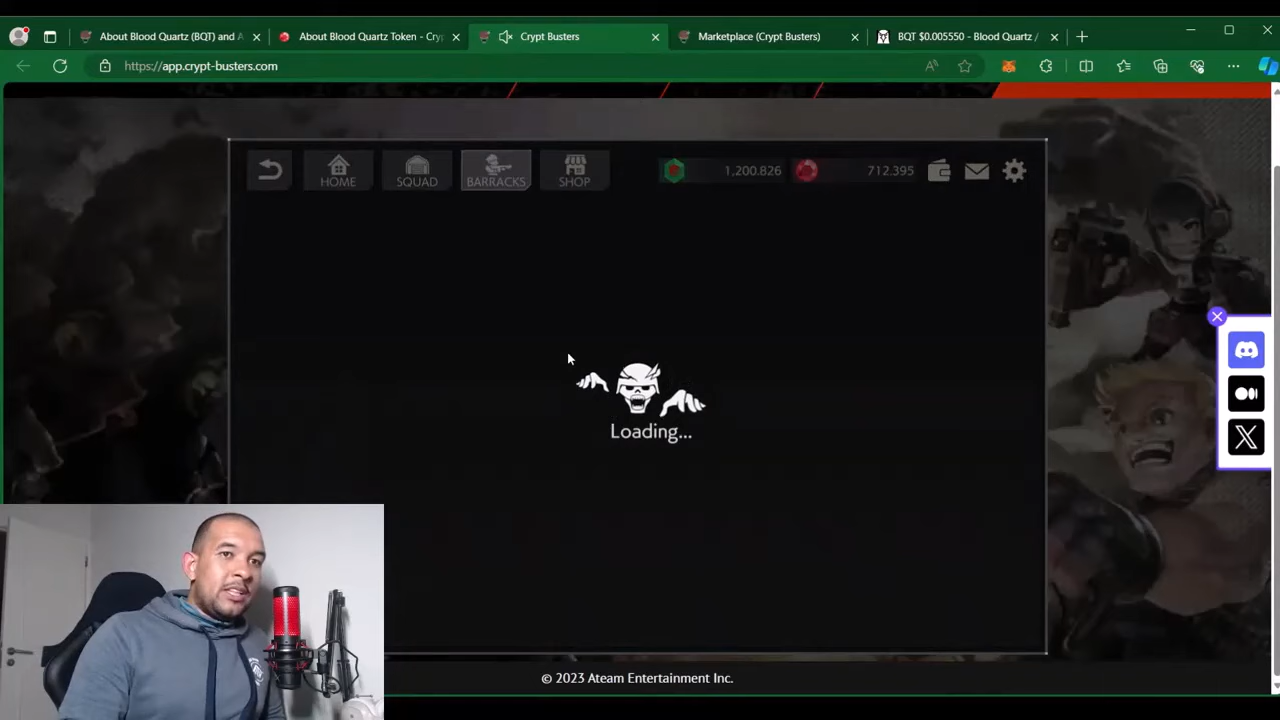 About Blood Quartz (BQT) and A
About Blood Quartz Token - Cry
Crypt Busters
Marketplace (Crypt Busters)
BQT $0.005550 - Blood Quartz /
https://app.crypt-busters.com
HOME
SQUAD
BARRACKS
SHOP
1,200.826
712.395
Loading...
© 2023 Ateam Entertainment Inc.